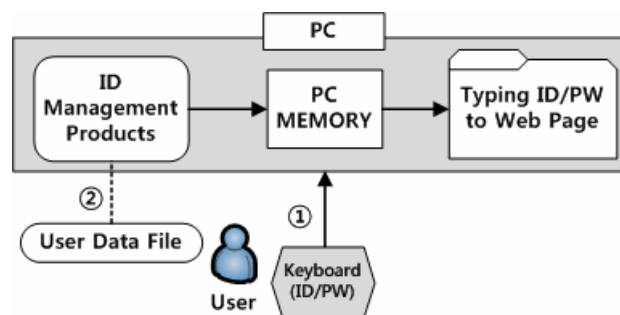 PC
ID
Management
Products
PC
MEMORY
Typing ID/PW
to Web Page
②
①
User Data File
User
Keyboard
(ID/PW)